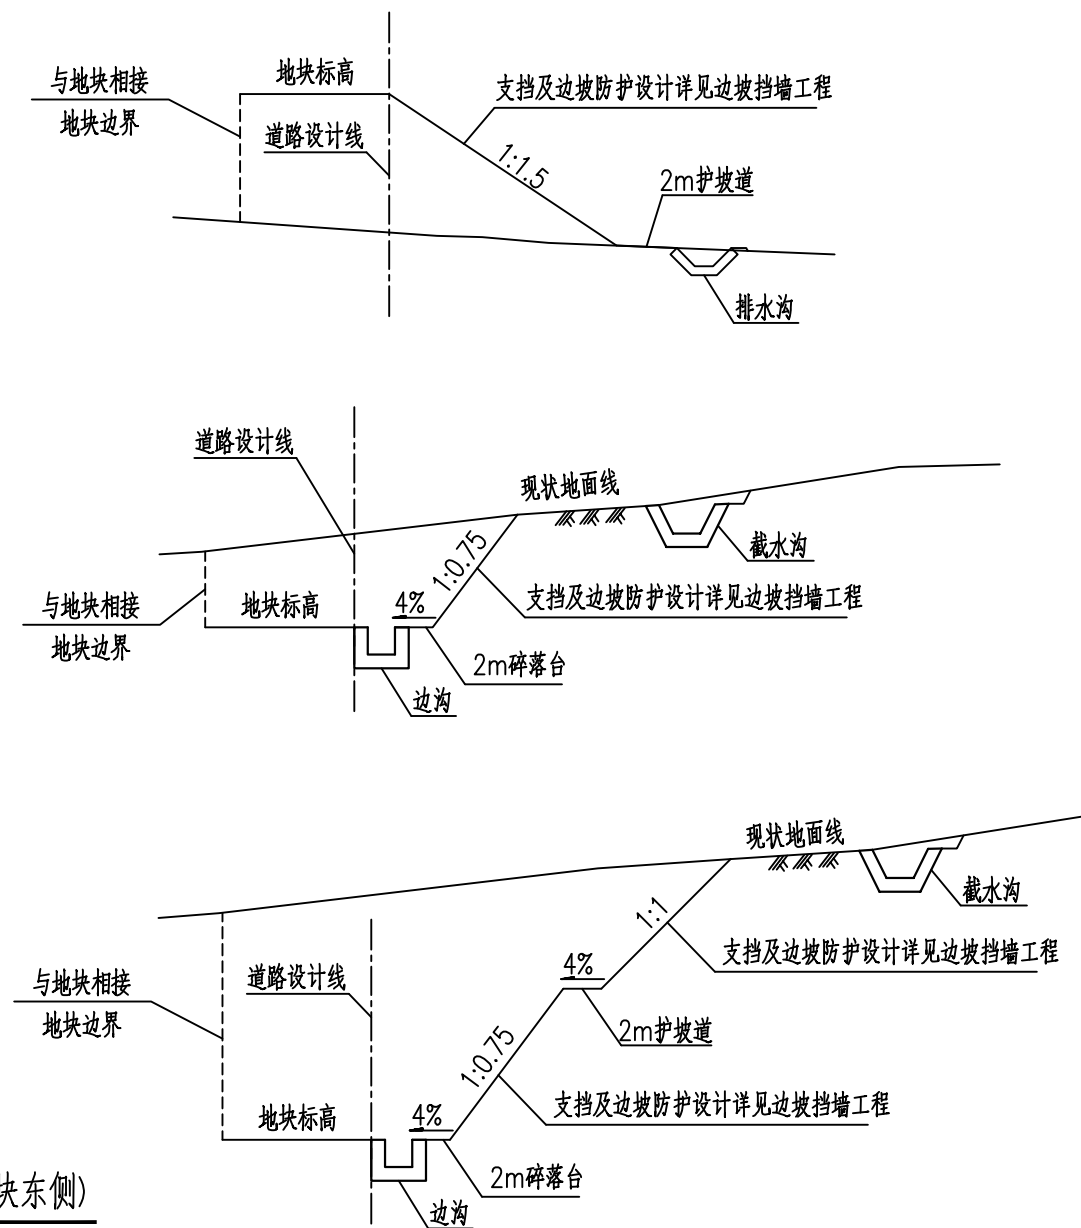 与地块相接
地块边界
地块标高
道路设计线
支挡及边坡防护设计详见边坡挡墙工程
1:1.5
2m护坡道
排水沟
道路设计线
现状地面线
截水沟
与地块相接
地块边界
地块标高
4%
1:0.75
支挡及边坡防护设计详见边坡挡墙工程
2m碎落台
边沟
现状地面线
截水沟
1:1
支挡及边坡防护设计详见边坡挡墙工程
与地块相接
地块边界
道路设计线
4%
2m护坡道
1:0.75
支挡及边坡防护设计详见边坡挡墙工程
地块标高
4%
2m碎落台
边沟
块东侧)